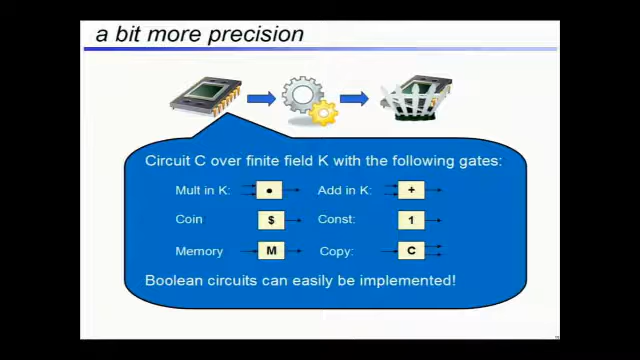 a bit more precision
Circuit C over finite field K with the following gates:
Mult in K: • Add in K: +
Coin $ Const: 1
Memory M Copy: C
Boolean circuits can easily be implemented!